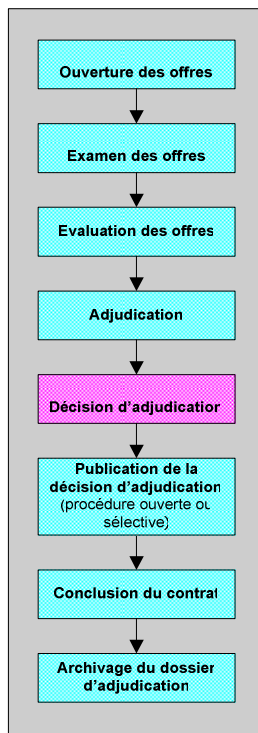 Ouverture des offres
Examen des offres
Evaluation des offres
Adjudication
Décision d'adjudication
Publication de la
décision d'adjudication
(procédure ouverte ou
sélective)
Conclusion du contrat
Archivage du dossier
d'adjudication